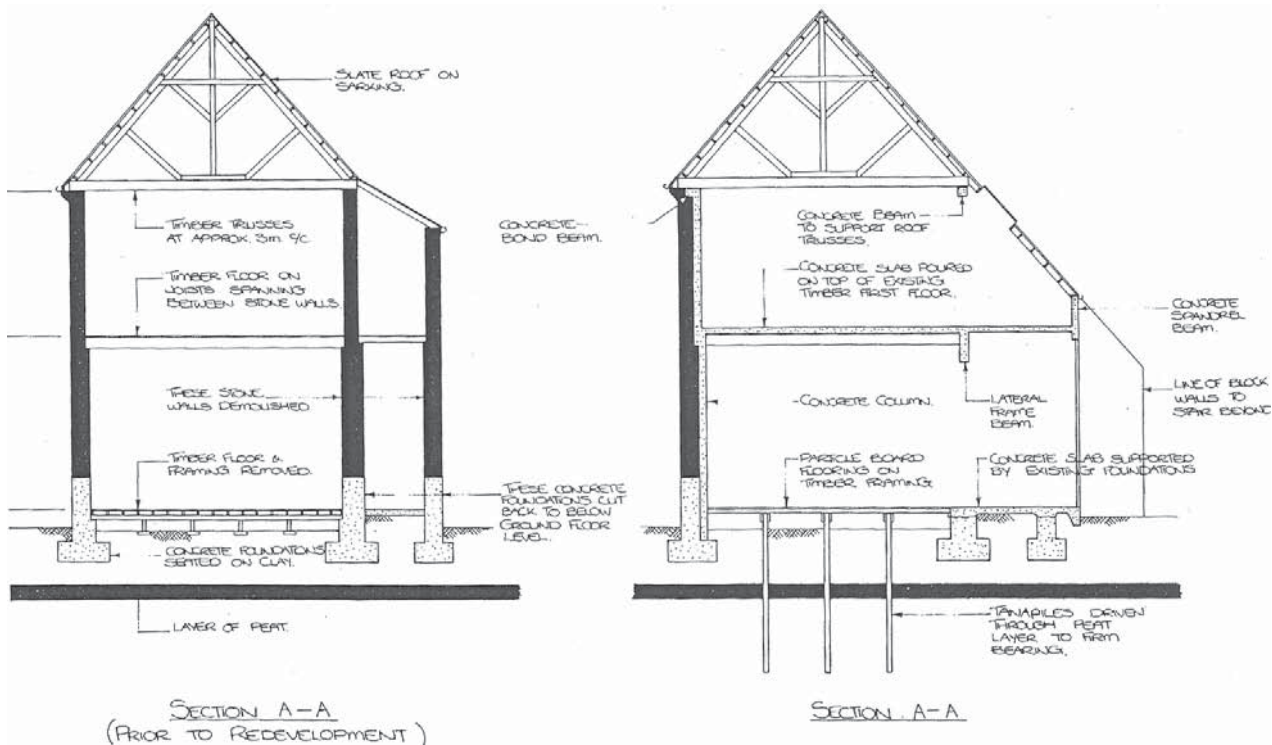 SLATE ROOF ON
SARKING.
TIMBER TRUSSES
AT APPROX. 3m c/c.
TIMBER FLOOR ON
JOISTS SPANNING
BETWEEN STONE WALLS.
THESE STONE
WALLS DEMOLISHED
TIMBER FLOOR &
FRAMING REMOVED.
THESE CONCRETE
FOUNDATIONS CUT
BACK TO BELOW
GROUND FLOOR
LEVEL.
CONCRETE FOUNDATIONS
SEATED ON CLAY.
LAYER OF PEAT.
SECTION A-A
(PRIOR TO REDEVELOPMENT)
CONCRETE
BOND BEAM.
CONCRETE BEAM
TO SUPPORT ROOF
TRUSSES.
CONCRETE SLAB POURED
ON TOP OF EXISTING
TIMBER FIRST FLOOR.
CONCRETE
SPANDREL
BEAM.
CONCRETE COLUMN.
LATERAL
FRAME
BEAM.
LINE OF BLOCK
WALLS TO
STAIR BEYOND
PARTICLE BOARD
FLOORING ON
TIMBER FRAMING
CONCRETE SLAB SUPPORTED
BY EXISTING FOUNDATIONS
TANAPILES DRIVEN
THROUGH PEAT
LAYER TO FIRM
BEARING.
SECTION A-A